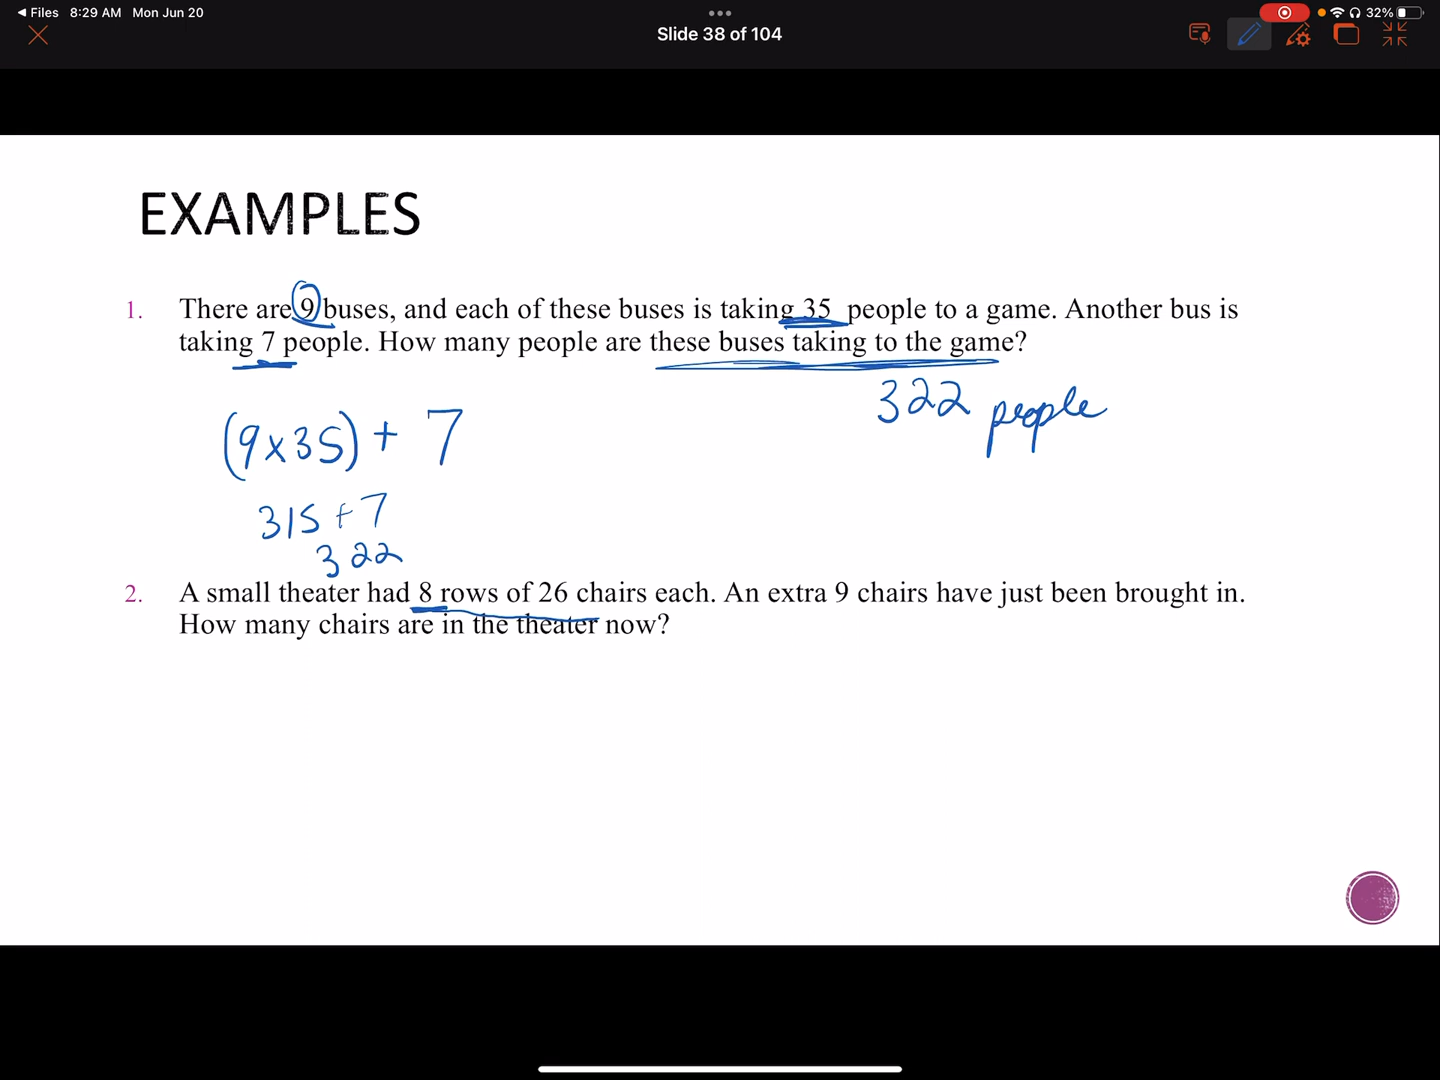 ◄ Files 8:29 AM Mon Jun 20
32%
Slide 38 of 104
EXAMPLES
1. There are 9 buses, and each of these buses is taking 35 people to a game. Another bus is
taking 7 people. How many people are these buses taking to the game?
322 people
(9x35) + 7
315 + 7
322
2. A small theater had 8 rows of 26 chairs each. An extra 9 chairs have just been brought in.
How many chairs are in the theater now?